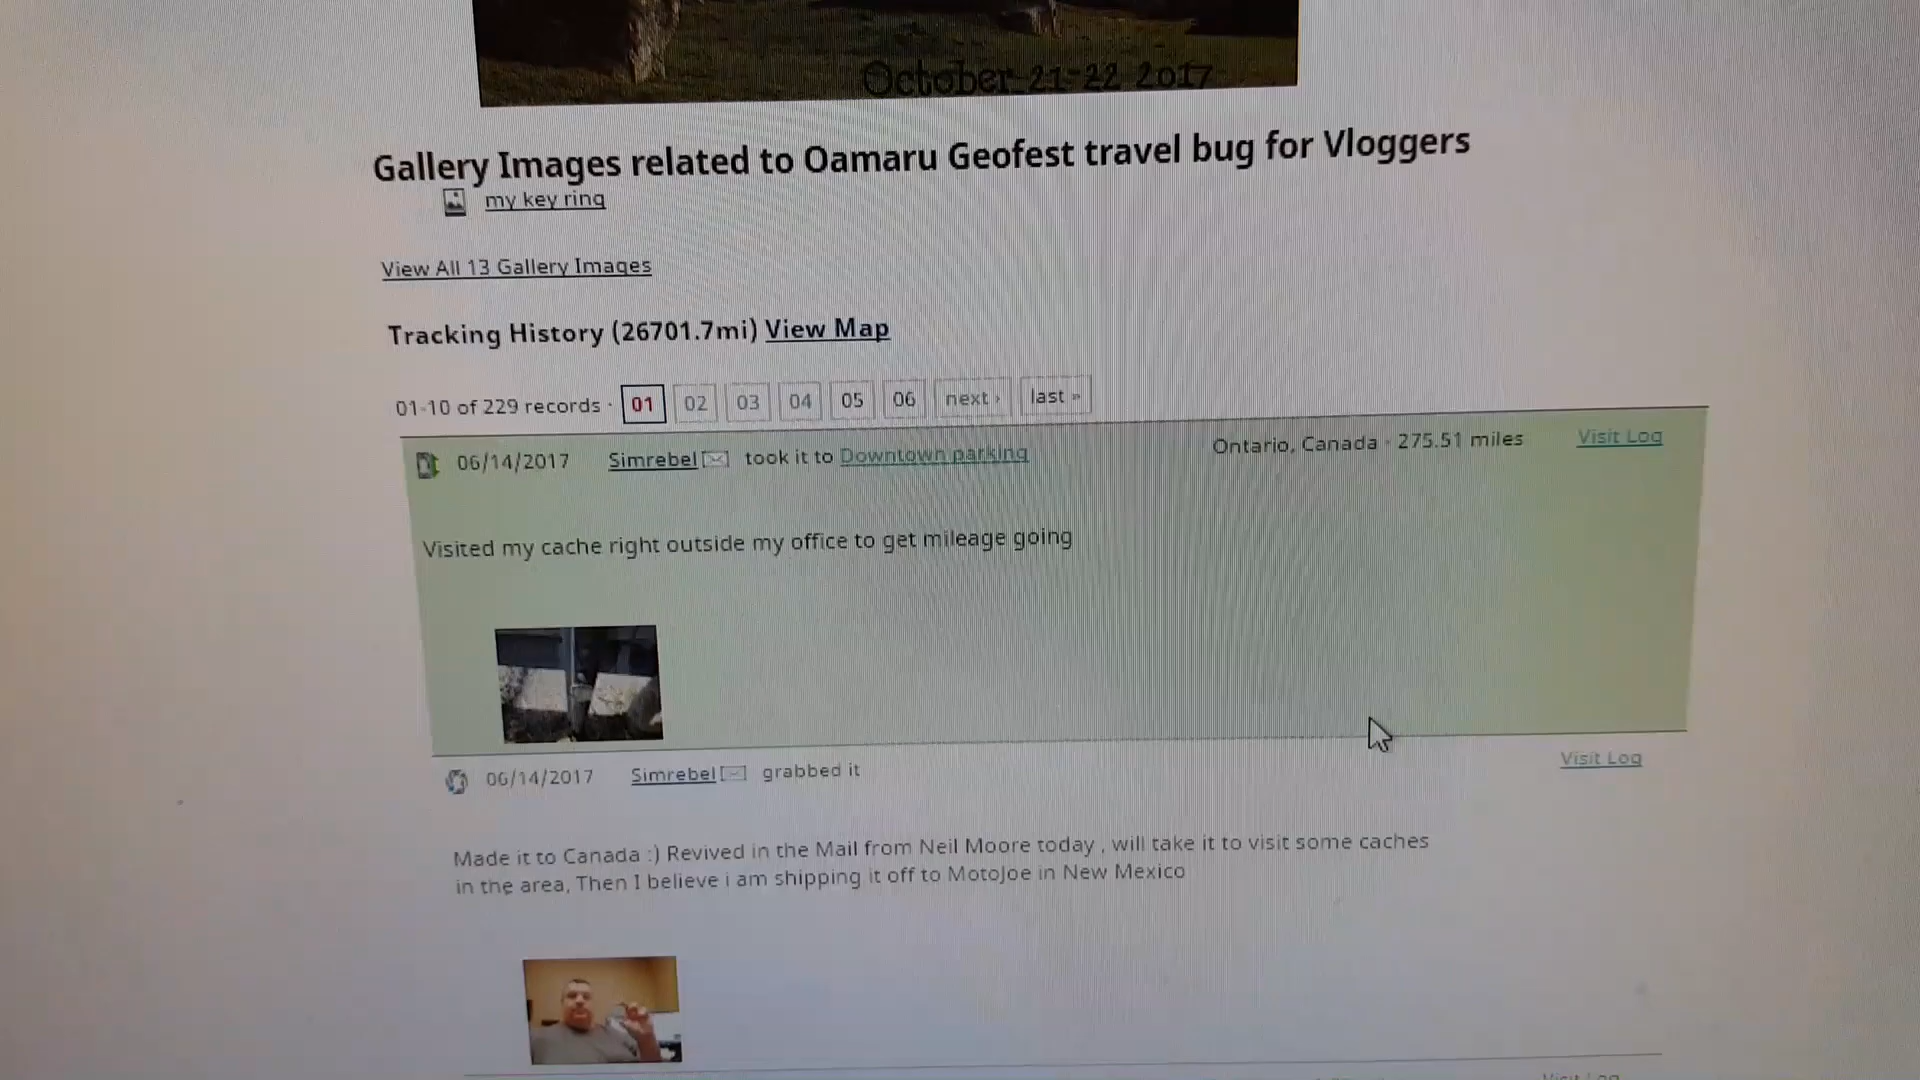 October 21-22 2017
Gallery Images related to Oamaru Geofest travel bug for Vloggers
my key ring
View All 13 Gallery Images
Tracking History (26701.7mi) View Map
01-10 of 229 records · 01 02 03 04 05 06 next › last »
06/14/2017 Simrebel took it to Downtown parking Ontario, Canada · 275.51 miles Visit Log
Visited my cache right outside my office to get mileage going
06/14/2017 Simrebel grabbed it Visit Log
Made it to Canada :) Revived in the Mail from Neil Moore today , will take it to visit some caches
in the area, Then I believe i am shipping it off to MotoJoe in New Mexico
Visit Log